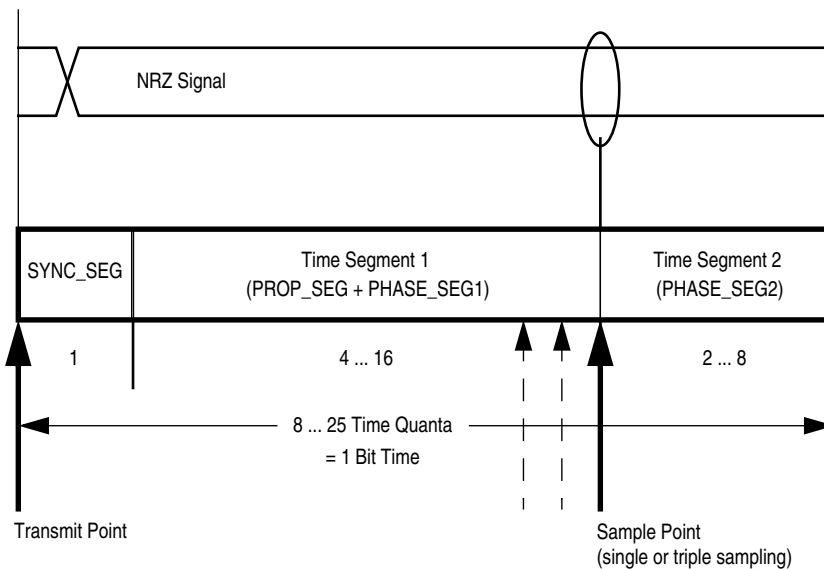 NRZ Signal
SYNC_SEG
Time Segment 1
(PROP_SEG + PHASE_SEG1)
Time Segment 2
(PHASE_SEG2)
1
4 ... 16
2 ... 8
8 ... 25 Time Quanta
= 1 Bit Time
Transmit Point
Sample Point
(single or triple sampling)